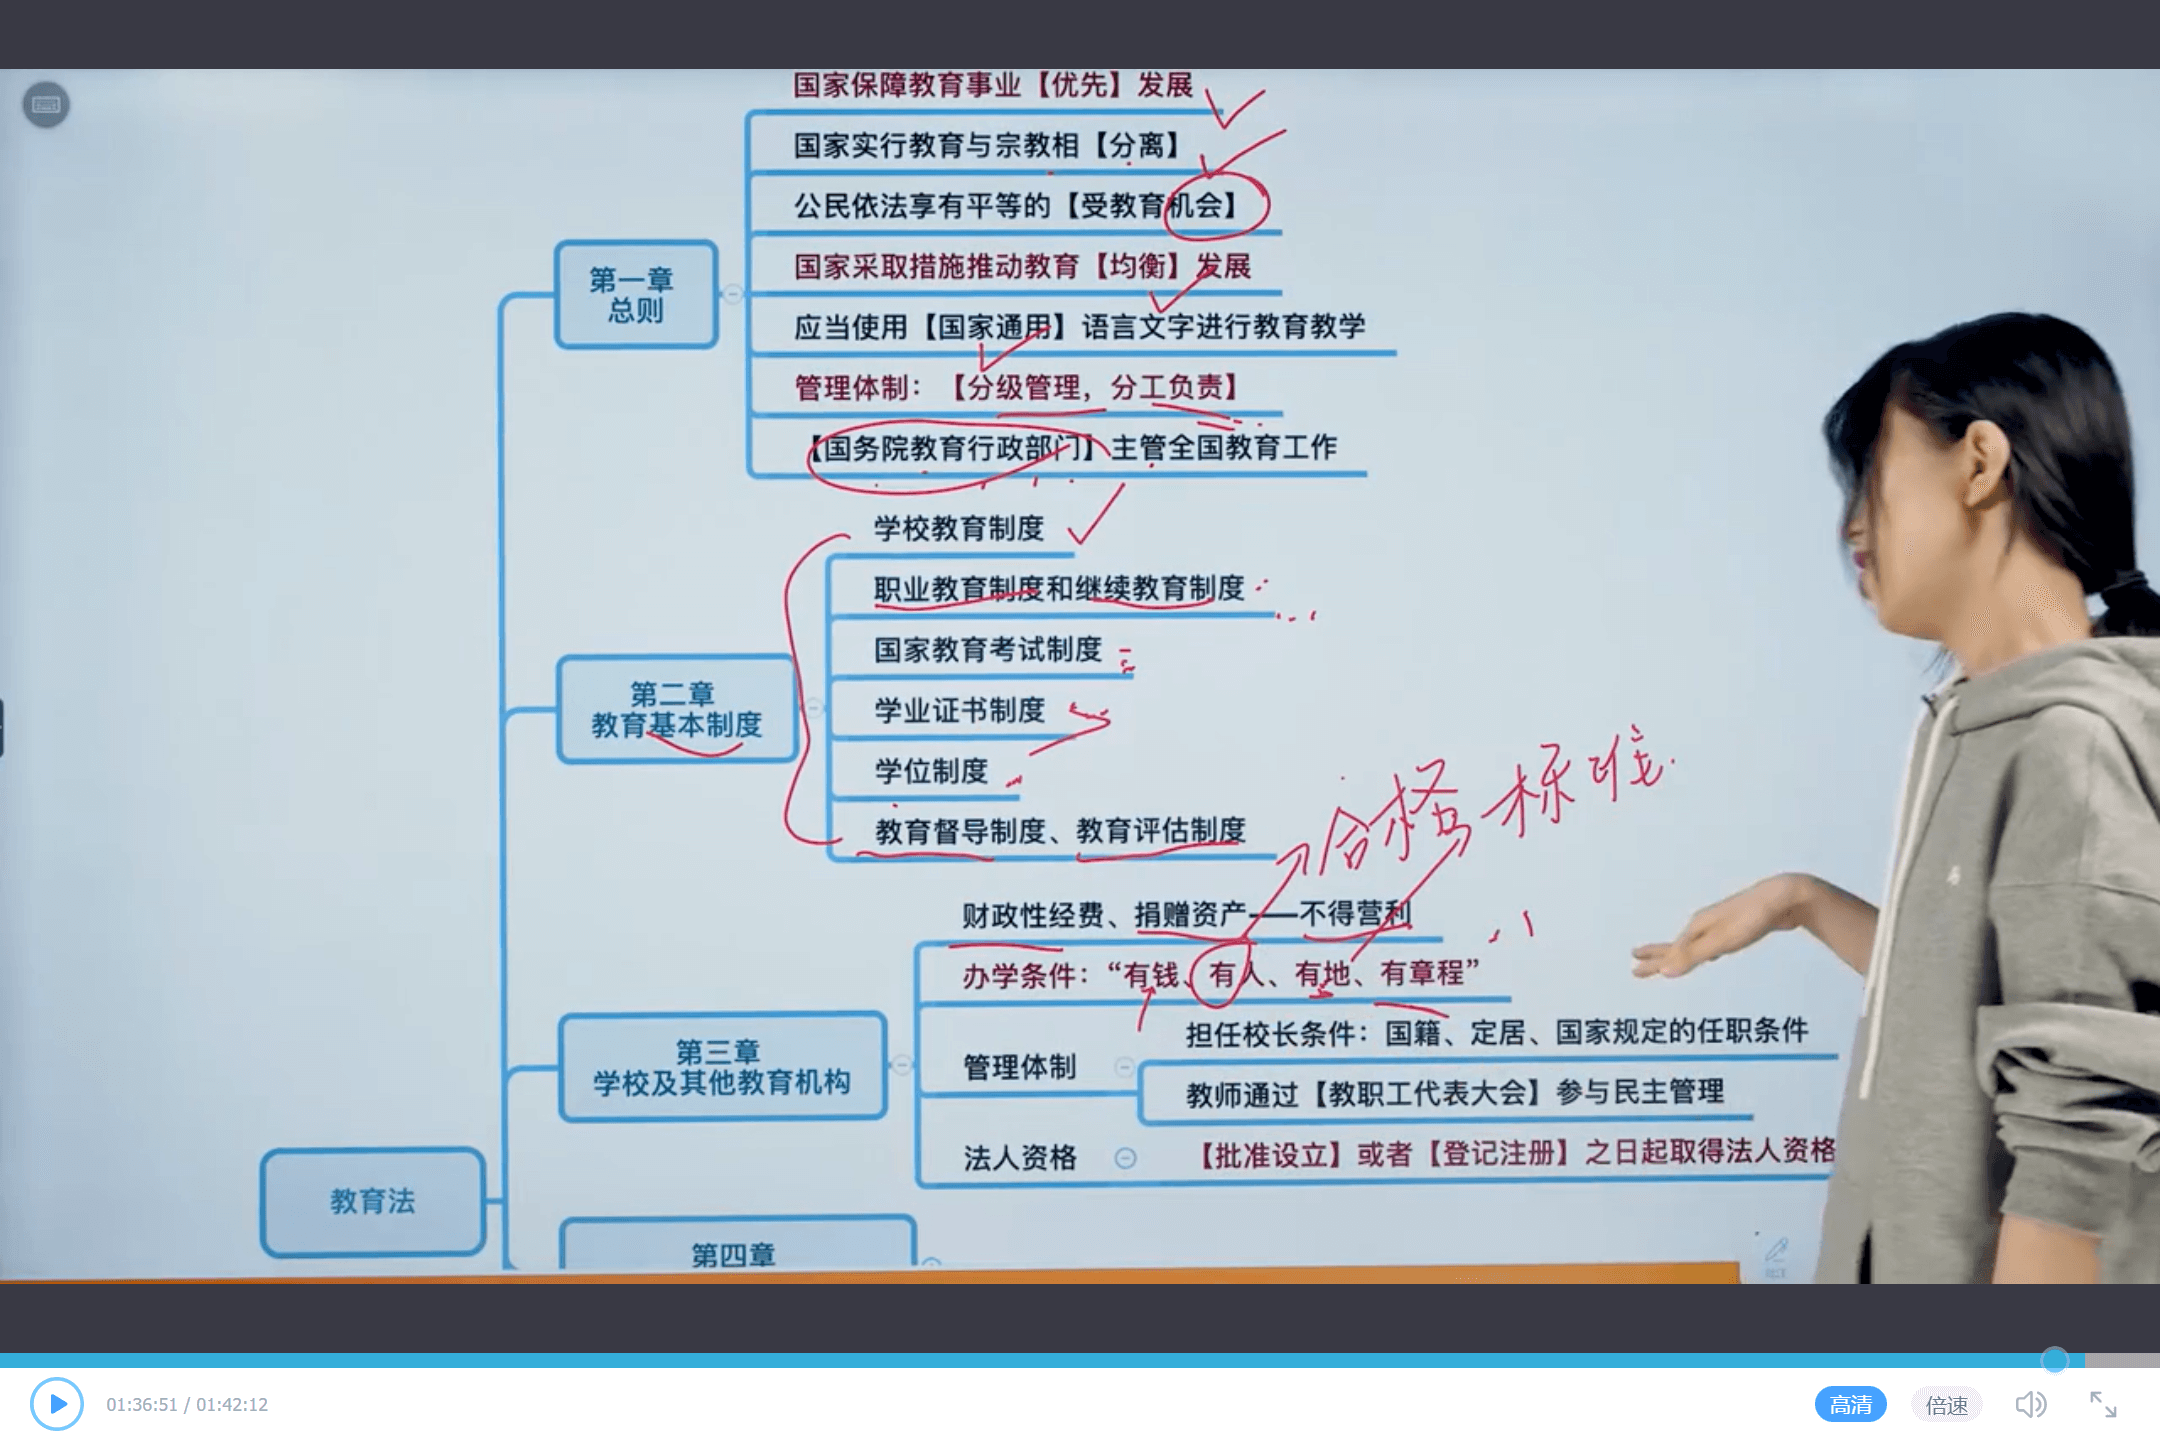 国家保障教育事业【优先】发展
国家实行教育与宗教相【分离】
公民依法享有平等的【受教育机会】
国家采取措施推动教育【均衡】发展
应当使用【国家通用】语言文字进行教育教学
管理体制：【分级管理，分工负责】
【国务院教育行政部门】主管全国教育工作
第一章
总则
学校教育制度
职业教育制度和继续教育制度
国家教育考试制度
学业证书制度
学位制度
教育督导制度、教育评估制度
第二章
教育基本制度
合格 标准
财政性经费、捐赠资产——不得营利
办学条件：“有钱、有人、有地、有章程”
管理体制
担任校长条件：国籍、定居、国家规定的任职条件
教师通过【教职工代表大会】参与民主管理
法人资格
【批准设立】或者【登记注册】之日起取得法人资格
第三章
学校及其他教育机构
教育法
第四章
01:36:51 / 01:42:12
高清
倍速